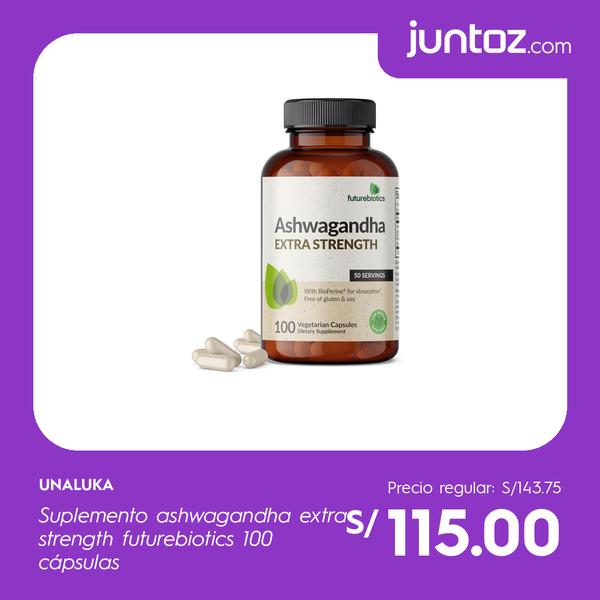 juntoz.com
futurebiotics
Ashwagandha
EXTRA STRENGTH
50 SERVINGS
With BioPerine® for absorption*
Free of gluten & soy
100 Vegetarian Capsules
Dietary Supplement
UNALUKA
Suplemento ashwagandha extra
strength futurebiotics 100
cápsulas
Precio regular: S/143.75
S/ 115.00